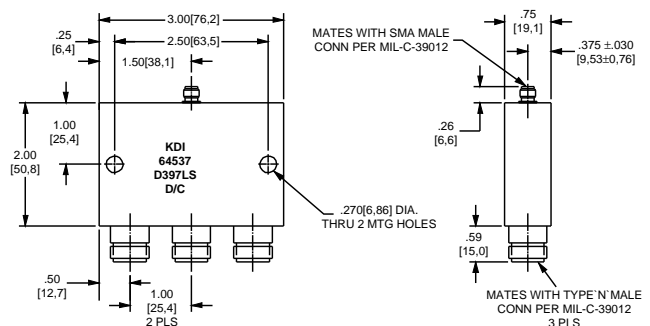 3.00[76,2]
.25
[6,4]
2.50[63,5]
1.50[38,1]
1.00
[25,4]
2.00
[50,8]
KDI
64537
D397LS
D/C
.270[6,86] DIA.
THRU 2 MTG HOLES
.50
[12,7]
1.00
[25,4]
2 PLS
MATES WITH SMA MALE
CONN PER MIL-C-39012
.75
[19,1]
.375 ±.030
[9,53±0,76]
.26
[6,6]
.59
[15,0]
MATES WITH TYPE`N`MALE
CONN PER MIL-C-39012
3 PLS